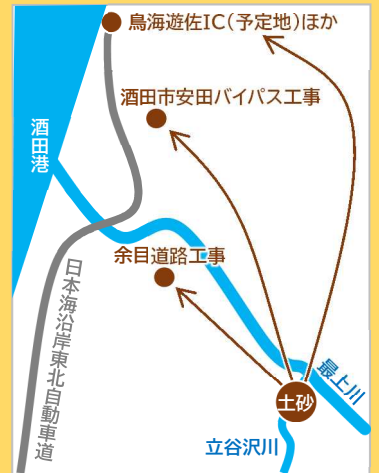 鳥海遊佐IC(予定地)ほか
酒田市安田バイパス工事
酒田港
余目道路工事
日本海沿岸東北自動車道
最上川
土砂
立谷沢川